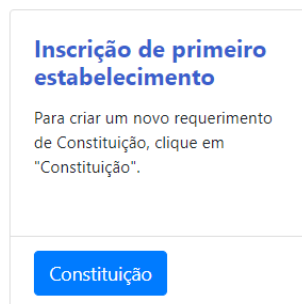 Inscrição de primeiro
estabelecimento
Para criar um novo requerimento
de Constituição, clique em
"Constituição".
Constituição